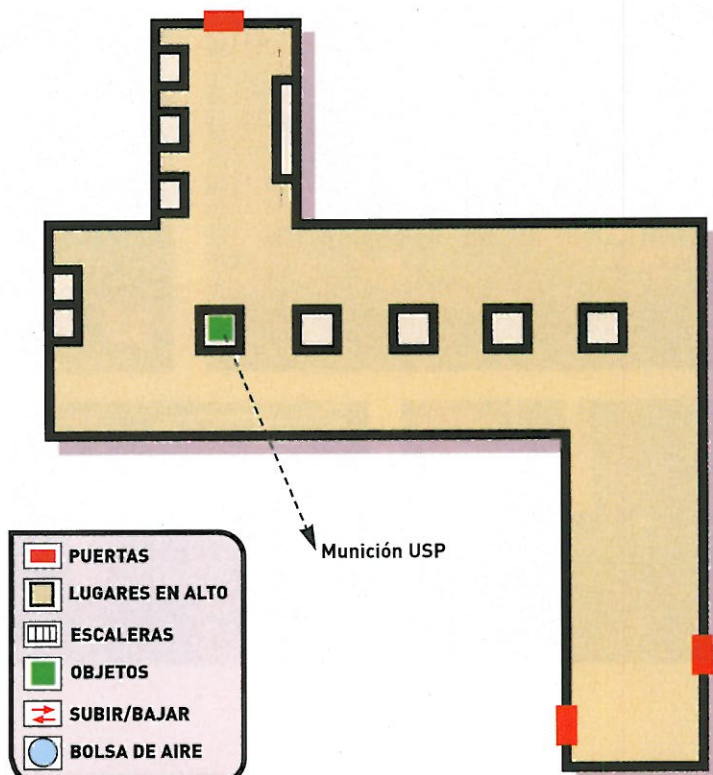 Munición USP
PUERTAS
LUGARES EN ALTO
ESCALERAS
OBJETOS
SUBIR/BAJAR
BOLSA DE AIRE